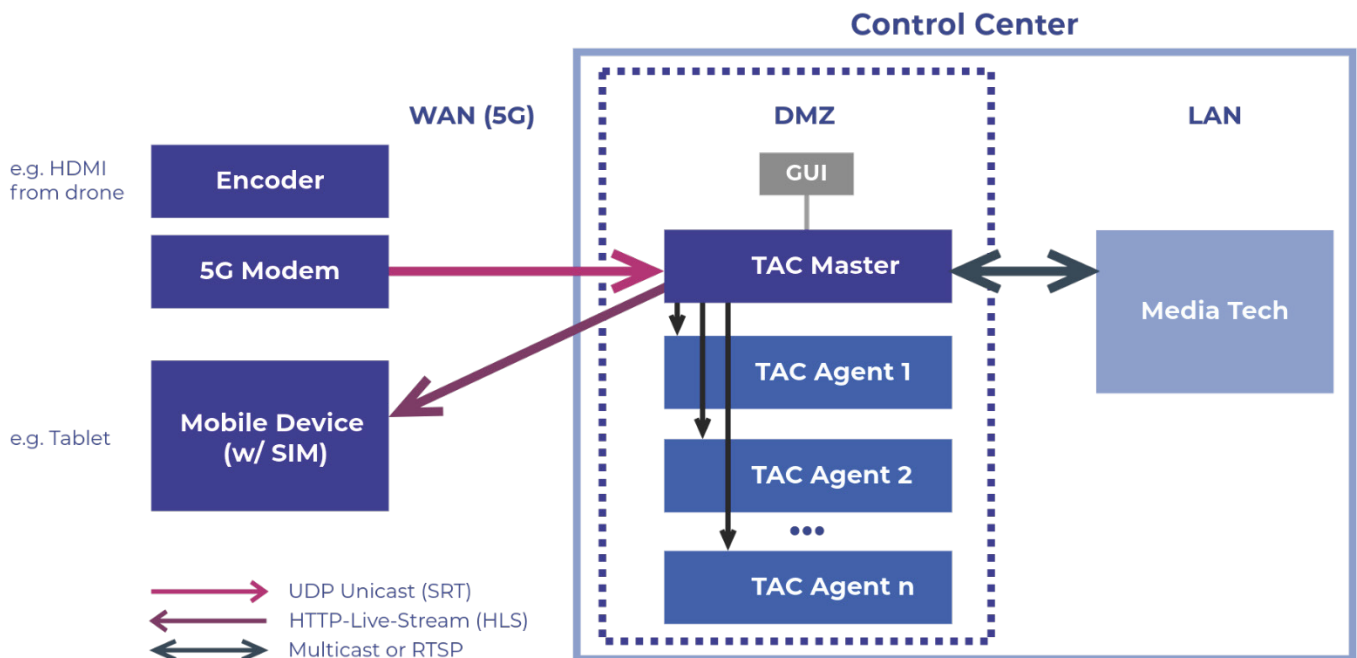 Control Center
WAN (5G)
DMZ
LAN
e.g. HDMI
from drone
Encoder
GUI
5G Modem
TAC Master
Media Tech
TAC Agent 1
e.g. Tablet
Mobile Device
(w/ SIM)
TAC Agent 2
•••
TAC Agent n
UDP Unicast (SRT)
HTTP-Live-Stream (HLS)
Multicast or RTSP